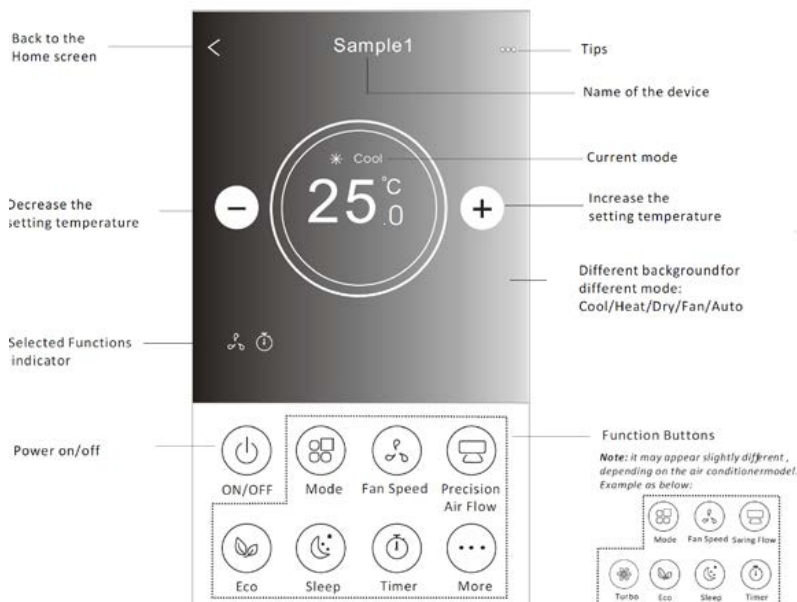 Back to the
Home screen
Sample1
Tips
Name of the device
Cool
Current mode
Decrease the
setting temperature
25.0 °C
Increase the
setting temperature
Different backgroundfor
different mode:
Cool/Heat/Dry/Fan/Auto
Selected Functions
indicator
Power on/off
ON/OFF
Mode
Fan Speed
Precision
Air Flow
Eco
Sleep
Timer
More
Function Buttons
Note: it may appear slightly different ,
depending on the air conditionermodel.
Example as below:
Mode
Fan Speed
Swing Flow
Turbo
Eco
Sleep
Timer